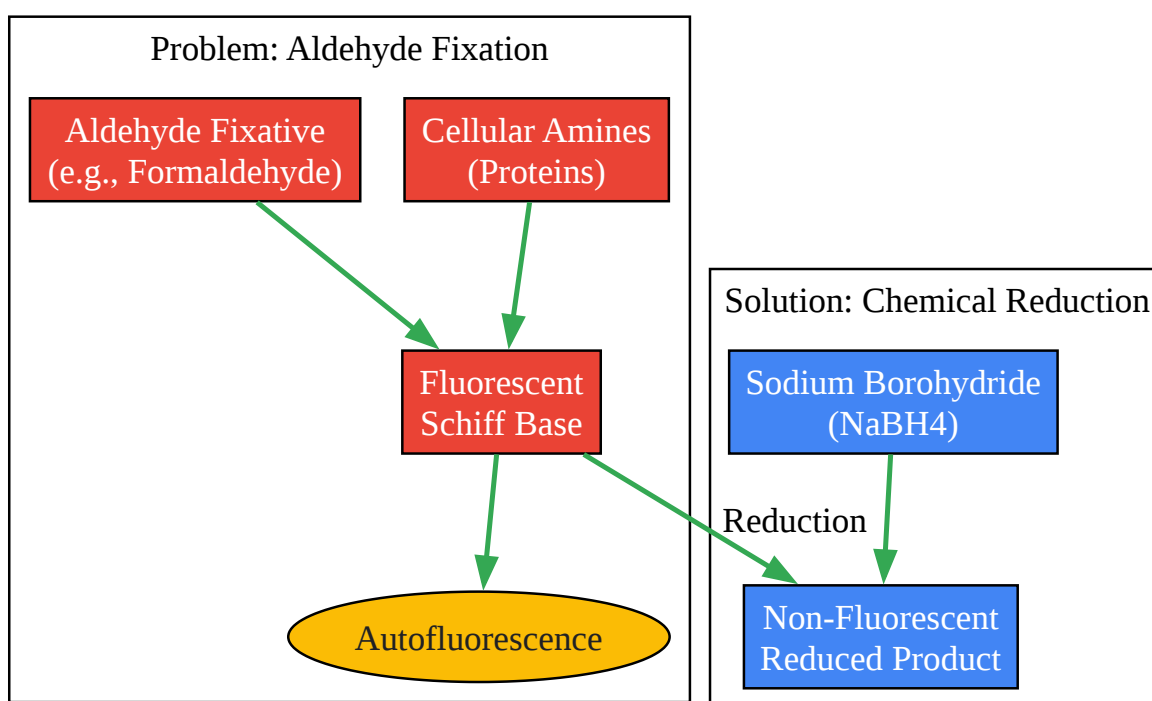 Problem: Aldehyde Fixation
Aldehyde Fixative
(e.g., Formaldehyde)
Cellular Amines
(Proteins)
Fluorescent
Schiff Base
Autofluorescence
Solution: Chemical Reduction
Sodium Borohydride
(NaBH4)
Reduction
Non-Fluorescent
Reduced Product